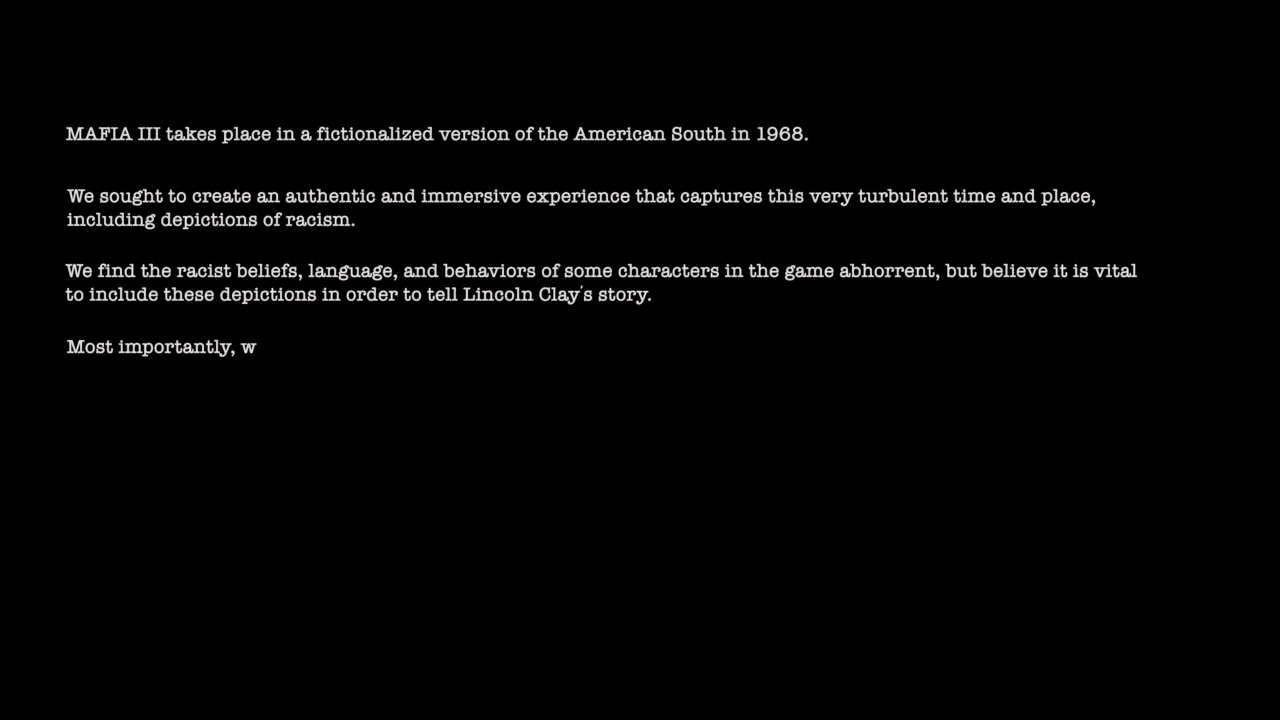 MAFIA III takes place in a fictionalized version of the American South in 1968.
We sought to create an authentic and immersive experience that captures this very turbulent time and place,
including depictions of racism.
We find the racist beliefs, language, and behaviors of some characters in the game abhorrent, but believe it is vital
to include these depictions in order to tell Lincoln Clay's story.
Most importantly, w